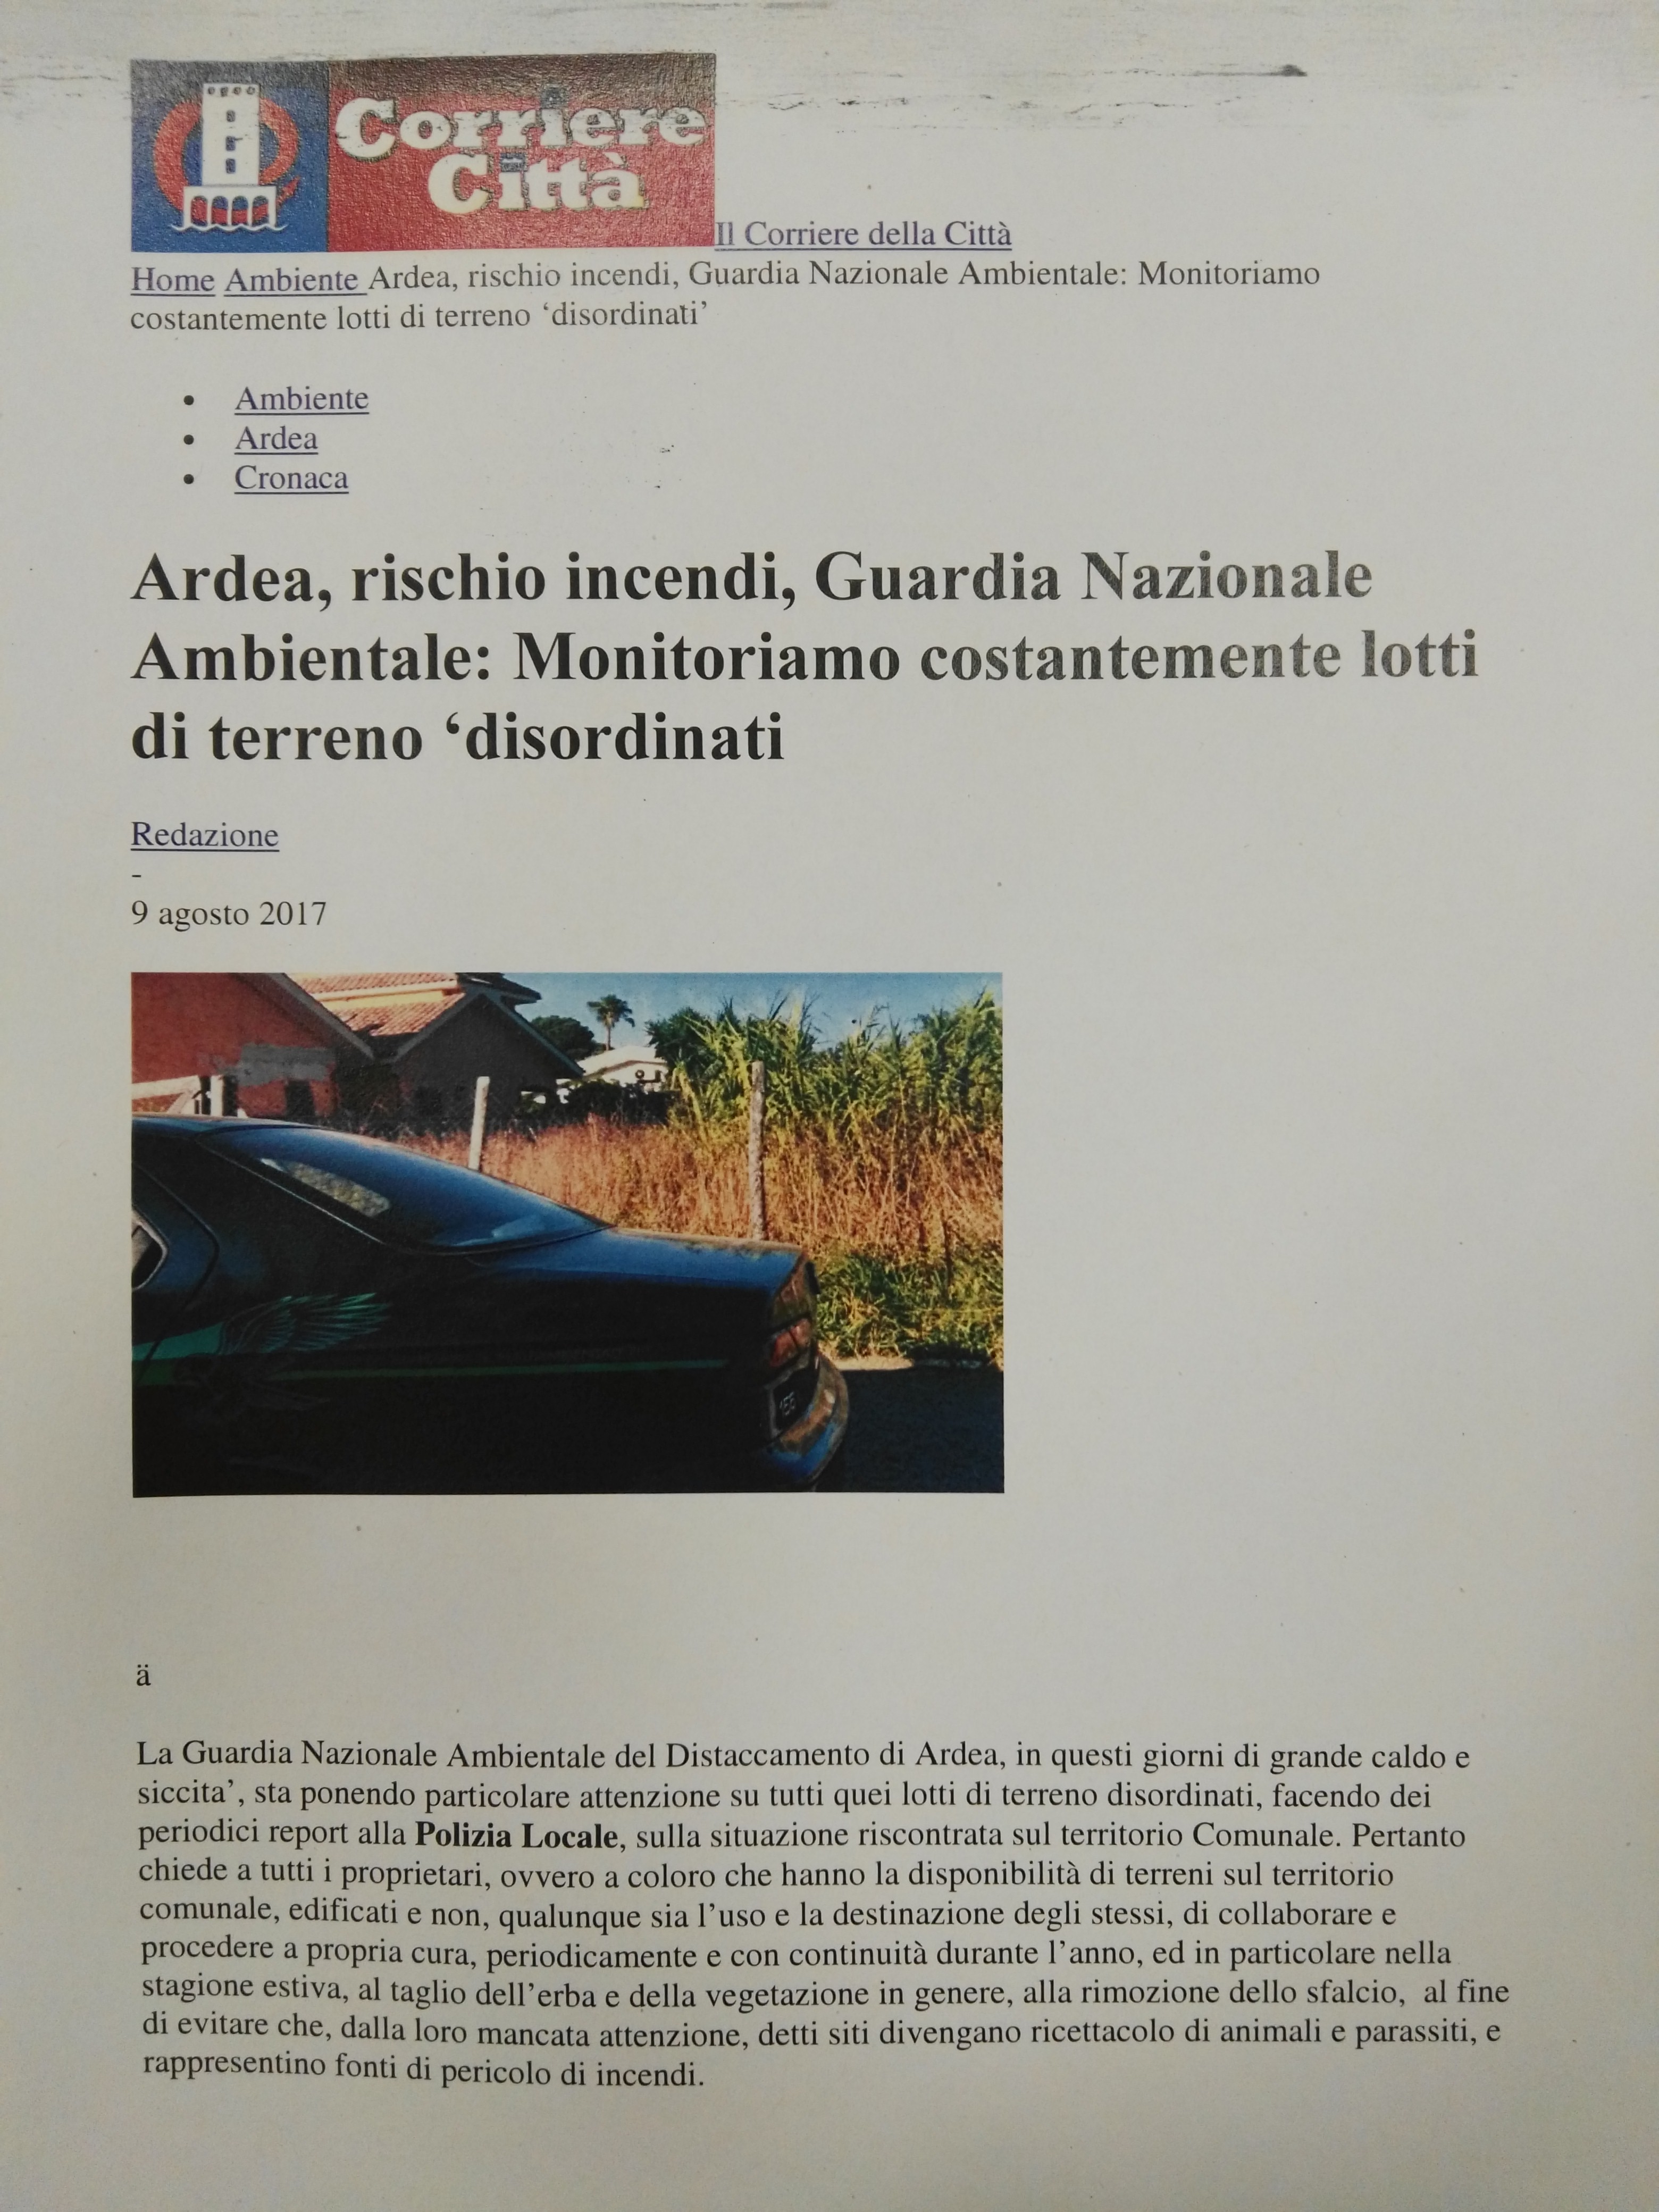 Corriere
Città
Il Corriere della Città
Home Ambiente Ardea, rischio incendi, Guardia Nazionale Ambientale: Monitoriamo
costantemente lotti di terreno ‘disordinati’
• Ambiente
• Ardea
• Cronaca
Ardea, rischio incendi, Guardia Nazionale
Ambientale: Monitoriamo costantemente lotti
di terreno ‘disordinati
Redazione
-
9 agosto 2017
156
ä
La Guardia Nazionale Ambientale del Distaccamento di Ardea, in questi giorni di grande caldo e
siccita’, sta ponendo particolare attenzione su tutti quei lotti di terreno disordinati, facendo dei
periodici report alla Polizia Locale, sulla situazione riscontrata sul territorio Comunale. Pertanto
chiede a tutti i proprietari, ovvero a coloro che hanno la disponibilità di terreni sul territorio
comunale, edificati e non, qualunque sia l’uso e la destinazione degli stessi, di collaborare e
procedere a propria cura, periodicamente e con continuità durante l’anno, ed in particolare nella
stagione estiva, al taglio dell’erba e della vegetazione in genere, alla rimozione dello sfalcio, al fine
di evitare che, dalla loro mancata attenzione, detti siti divengano ricettacolo di animali e parassiti, e
rappresentino fonti di pericolo di incendi.